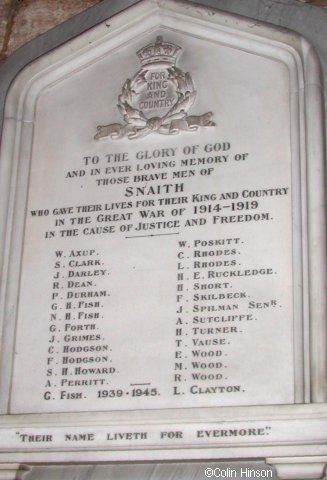 FOR
KING
AND
COUNTRY
TO THE GLORY OF GOD
AND IN EVER LOVING MEMORY OF
THOSE BRAVE MEN OF
SNAITH
WHO GAVE THEIR LIVES FOR THEIR KING AND COUNTRY
IN THE GREAT WAR OF 1914-1919
IN THE CAUSE OF JUSTICE AND FREEDOM.
W. AXUP.
S. CLARK.
J. DARLEY.
R. DEAN.
P. DURHAM.
G. H. FISH.
N. H. FISH.
G. FORTH.
J. GRIMES.
C. HODGSON.
F. HODGSON.
S. H. HOWARD.
A. PERRITT.
W. POSKITT.
C. RHODES.
L. RHODES.
H. E. RUCKLEDGE.
H. SHORT.
F. SKILBECK.
J. SPILMAN SENR.
A. SUTCLIFFE.
H. TURNER.
T. VAUSE.
E. WOOD.
M. WOOD.
R. WOOD.
G. FISH. 1939-1945. L. CLAYTON.
"THEIR NAME LIVETH FOR EVERMORE."
©Colin Hinson